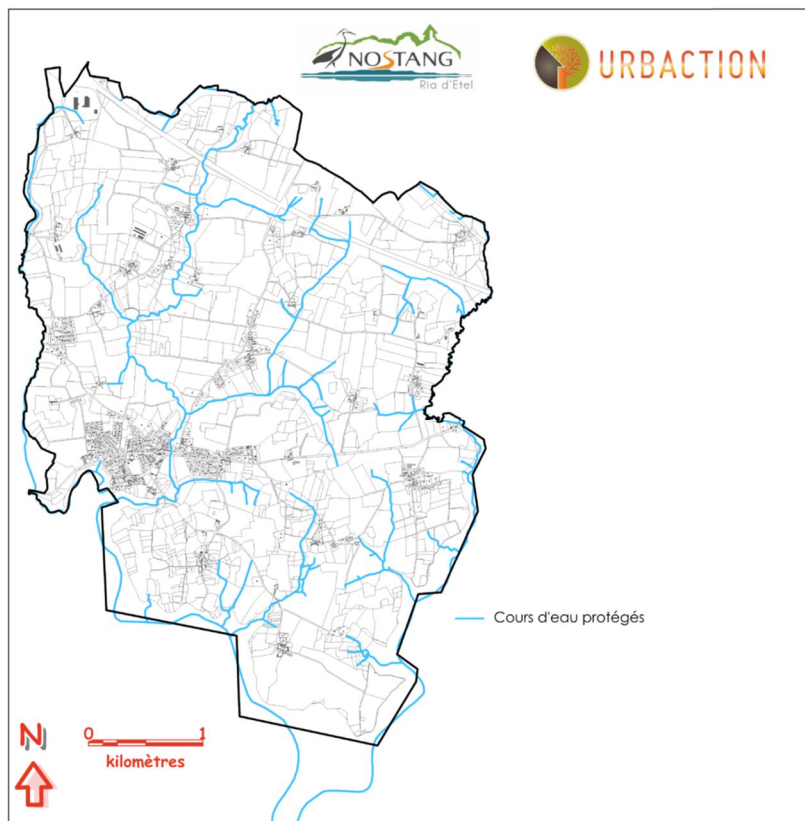 NOSTANG
Ria d'Etel
URBACTION
Cours d'eau protégés
N
0 1
kilomètres